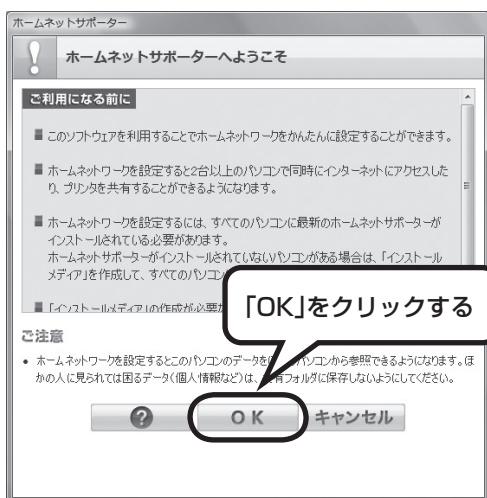 ホームネットサポーター
ホームネットサポーターへようこそ
ご利用になる前に
このソフトウェアを利用することでホームネットワークをかんたんに設定することができます。
ホームネットワークを設定すると2台以上のパソコンで同時にインターネットにアクセスした
り、プリンタを共有することができるようになります。
ホームネットワークを設定するには、すべてのパソコンに最新のホームネットサポーターが
インストールされている必要があります。
ホームネットサポーターがインストールされていないパソコンがある場合は、「インストール
メディア」を作成して、すべてのパソコン
「インストールメディア」の作成が必要
「OK」をクリックする
ご注意
● ホームネットワークを設定するとこのパソコンのデータを パソコンから参照できるようになります。ほ
かの人に見られては困るデータ(個人情報など)は、 有フォルダに保存しないようにしてください。
? OK キャンセル